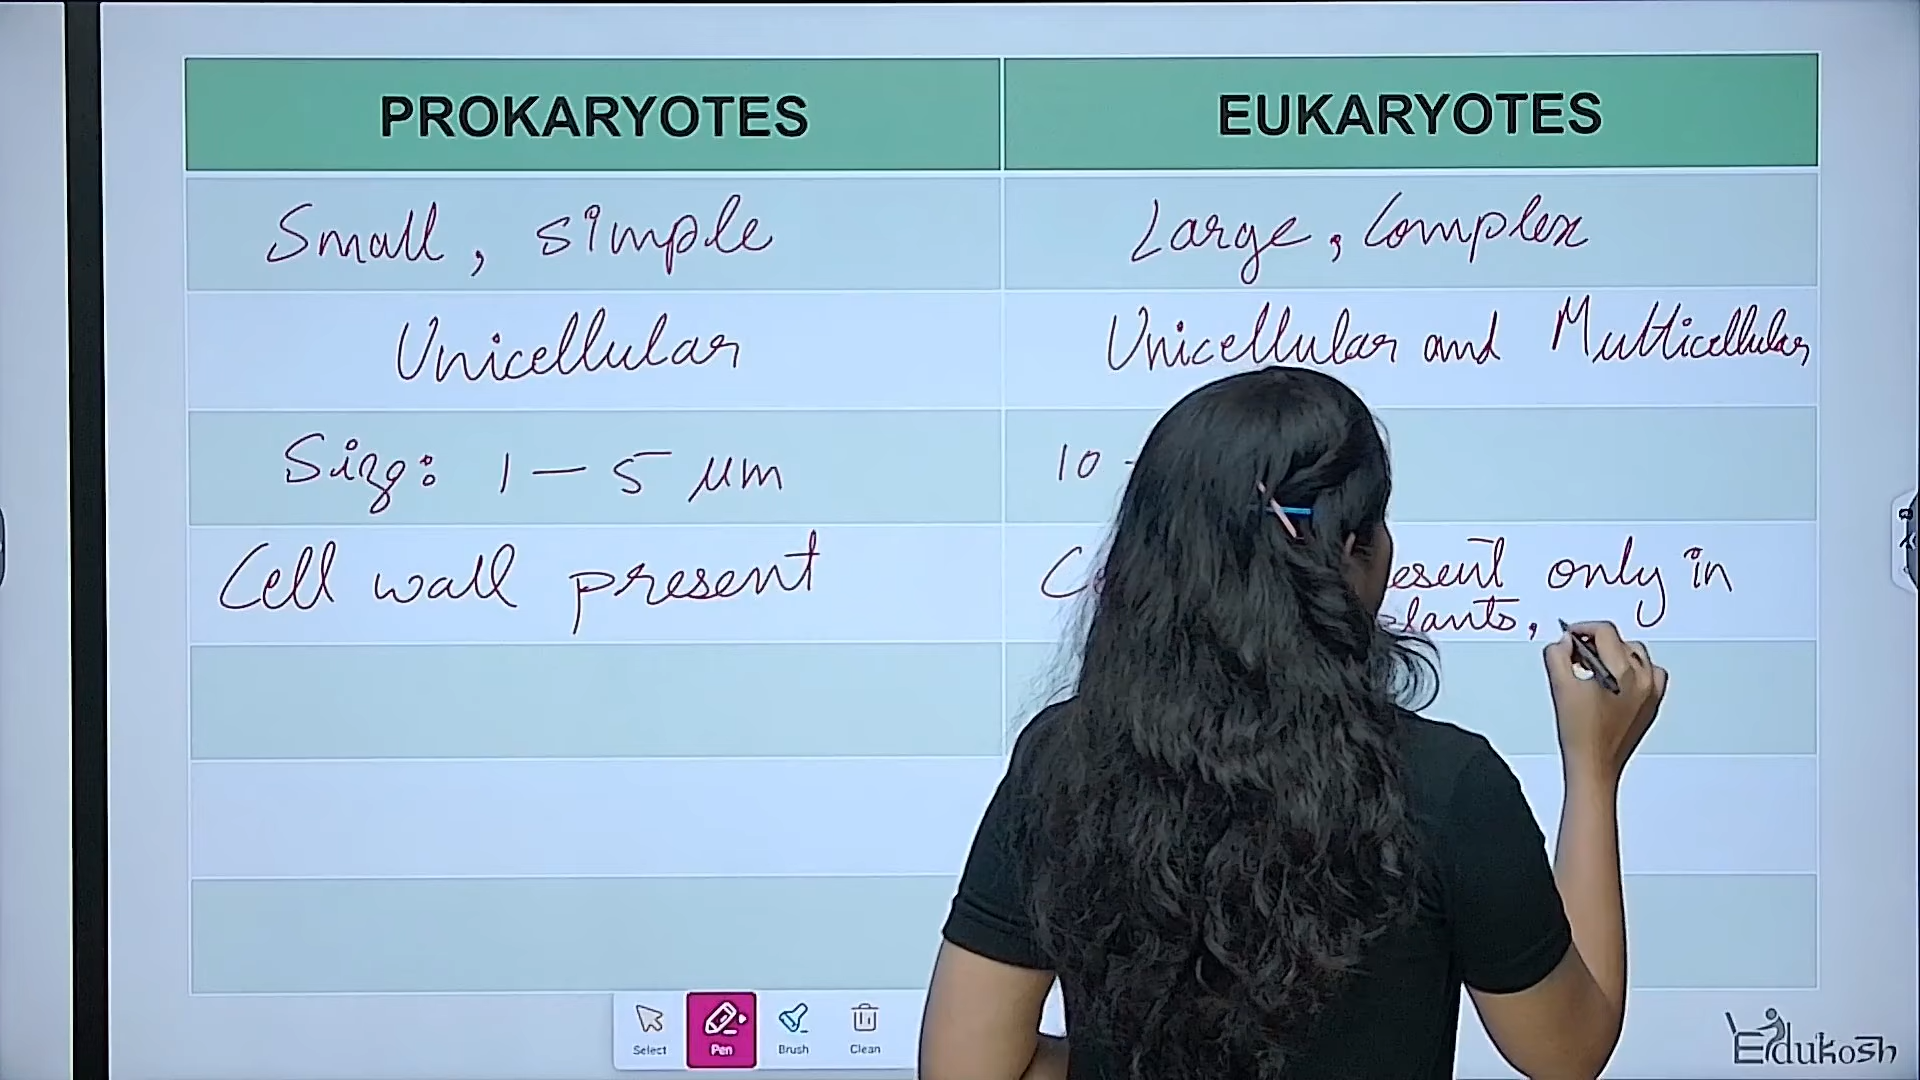 PROKARYOTES
EUKARYOTES
Small, simple
Large, Complex
Unicellular
Unicellular and Multicellular
Size: 1 — 5 μm
10
Cell wall present
only in
plants,
Select
Pen
Brush
Clean
Edukosh